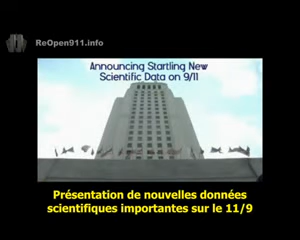 ReOpen911.info
Announcing Startling New
Scientific Data on 9/11
Présentation de nouvelles données
scientifiques importantes sur le 11/9